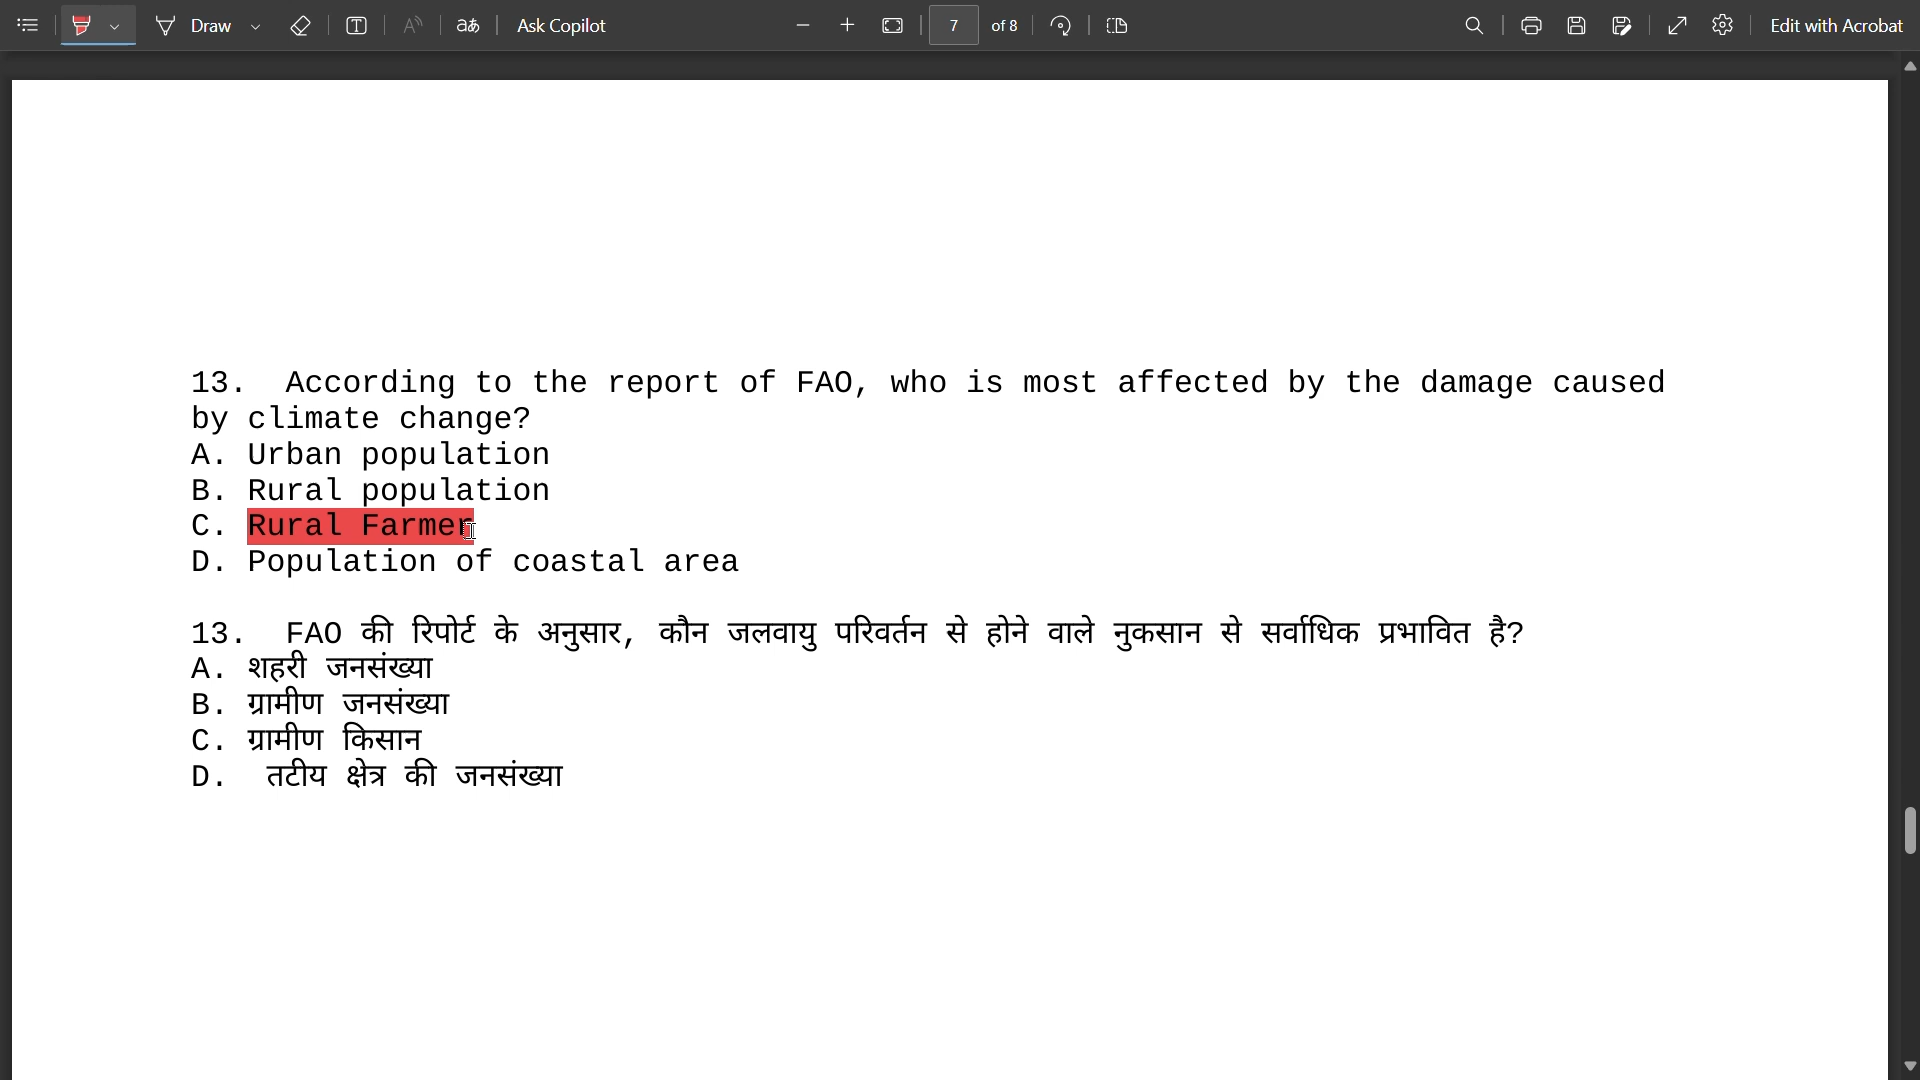 Draw
aあ
Ask Copilot
7 of 8
Edit with Acrobat
13. According to the report of FAO, who is most affected by the damage caused
by climate change?
A. Urban population
B. Rural population
C. Rural Farmer
D. Population of coastal area
13. FAO की रिपोर्ट के अनुसार, कौन जलवायु परिवर्तन से होने वाले नुकसान से सर्वाधिक प्रभावित है?
A. शहरी जनसंख्या
B. ग्रामीण जनसंख्या
C. ग्रामीण किसान
D. तटीय क्षेत्र की जनसंख्या